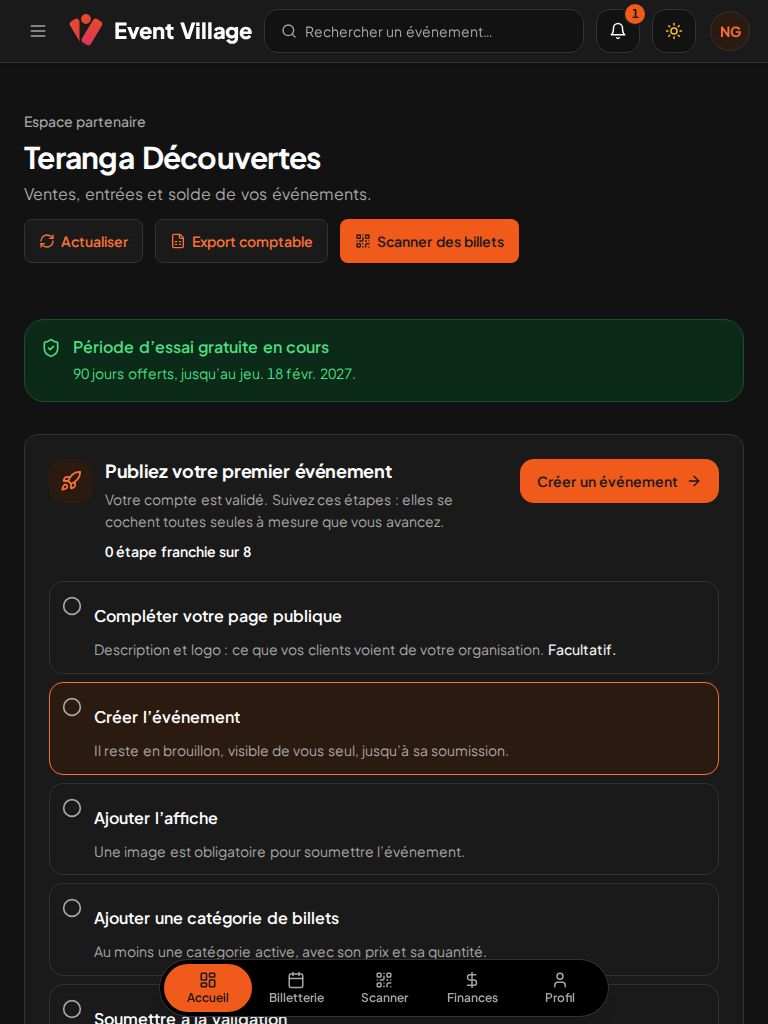 Event Village
Rechercher un événement...
1
NG
Espace partenaire
Teranga Découvertes
Ventes, entrées et solde de vos événements.
Actualiser
Export comptable
Scanner des billets
Période d’essai gratuite en cours
90 jours offerts, jusqu’au jeu. 18 févr. 2027.
Publiez votre premier événement
Votre compte est validé. Suivez ces étapes : elles se
cochent toutes seules à mesure que vous avancez.
0 étape franchie sur 8
Créer un événement
Compléter votre page publique
Description et logo : ce que vos clients voient de votre organisation. Facultatif.
Créer l’événement
Il reste en brouillon, visible de vous seul, jusqu’à sa soumission.
Ajouter l’affiche
Une image est obligatoire pour soumettre l’événement.
Ajouter une catégorie de billets
Au moins une catégorie active, avec son prix et sa quantité.
Soumettre à la validation
Accueil
Billetterie
Scanner
Finances
Profil